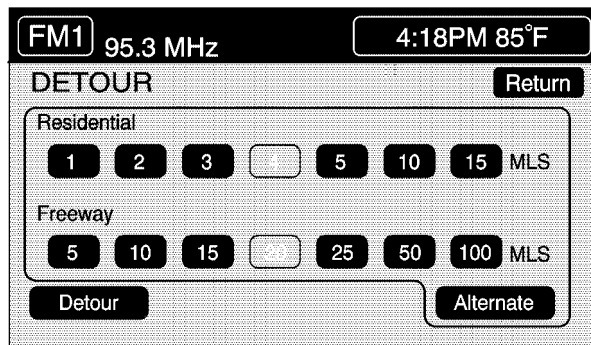 FM1 95.3 MHz 4:18PM 85°F
DETOUR Return
Residential
1 2 3 4 5 10 15 MLS
Freeway
5 10 15 20 25 50 100 MLS
Detour Alternate